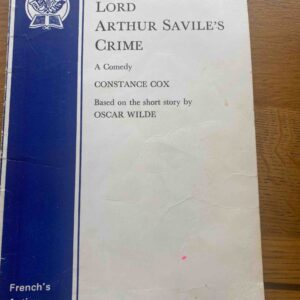 LORD
ARTHUR SAVILE'S
CRIME
A Comedy
CONSTANCE COX
Based on the short story by
OSCAR WILDE
French's